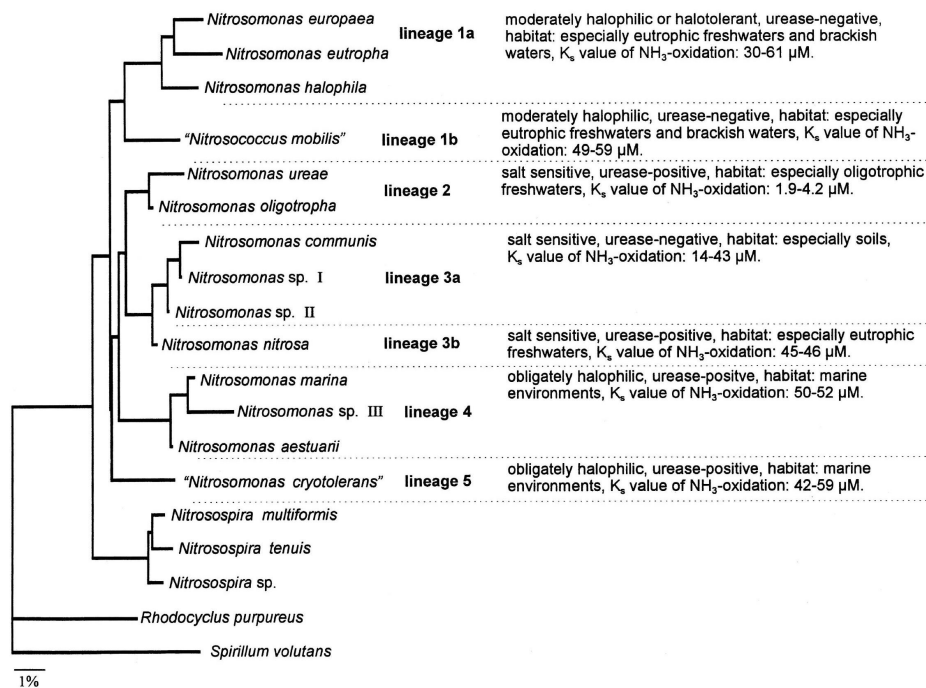 Nitrosomonas europaea
Nitrosomonas eutropha
lineage 1a
Nitrosomonas halophila
moderately halophilic or halotolerant, urease-negative,
habitat: especially eutrophic freshwaters and brackish
waters, Ks value of NH3-oxidation: 30-61 µM.
"Nitrosococcus mobilis"
lineage 1b
moderately halophilic, urease-negative, habitat: especially
eutrophic freshwaters and brackish waters, Ks value of NH3-
oxidation: 49-59 µM.
Nitrosomonas ureae
lineage 2
Nitrosomonas oligotropha
salt sensitive, urease-positive, habitat: especially oligotrophic
freshwaters, Ks value of NH3-oxidation: 1.9-4.2 µM.
Nitrosomonas communis
Nitrosomonas sp. I
lineage 3a
Nitrosomonas sp. II
salt sensitive, urease-negative, habitat: especially soils,
Ks value of NH3-oxidation: 14-43 µM.
Nitrosomonas nitrosa
lineage 3b
salt sensitive, urease-positive, habitat: especially eutrophic
freshwaters, Ks value of NH3-oxidation: 45-46 µM.
Nitrosomonas marina
Nitrosomonas sp. III
lineage 4
Nitrosomonas aestuarii
obligately halophilic, urease-positve, habitat: marine
environments, Ks value of NH3-oxidation: 50-52 µM.
"Nitrosomonas cryotolerans"
lineage 5
obligately halophilic, urease-positive, habitat: marine
environments, Ks value of NH3-oxidation: 42-59 µM.
Nitrosospira multiformis
Nitrosospira tenuis
Nitrosospira sp.
Rhodocyclus purpureus
Spirillum volutans
1%